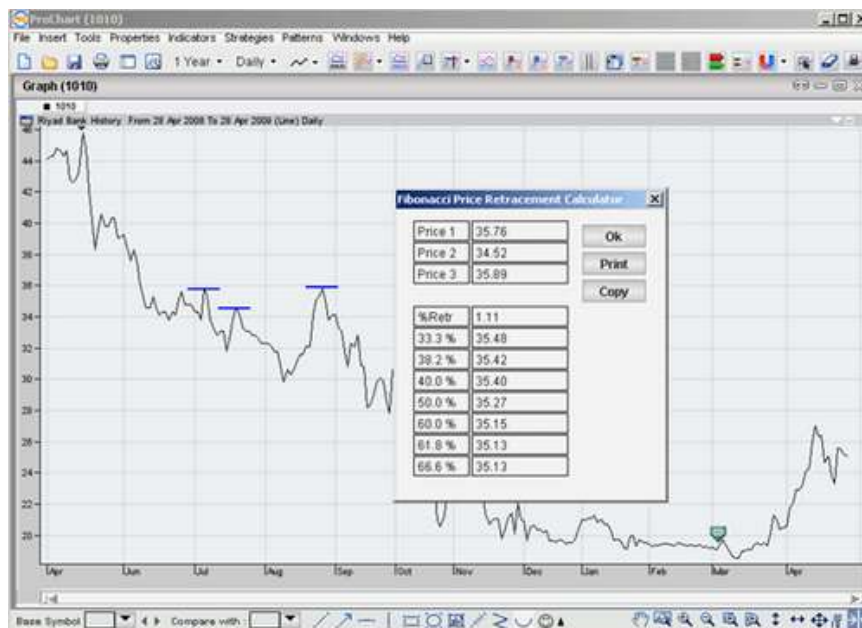 ProChart (1010)
File Insert Tools Properties Indicators Strategies Patterns Windows Help
1 Year Daily
Graph (1010)
1010
Riyad Bank History From 28 Apr 2008 To 28 Apr 2009 (Line) Daily
46
44
42
40
38
36
34
32
30
28
26
24
22
20
Fibonacci Price Retracement Calculator
Price 1 35.76
Price 2 34.52
Price 3 35.89
Ok
Print
Copy
%Retr 1.11
33.3 % 35.48
38.2 % 35.42
40.0 % 35.40
50.0 % 35.27
60.0 % 35.15
61.8 % 35.13
66.6 % 35.13
Apr Jun Jul Aug Sep Oct Nov Dec Jan Feb Mar Apr
Base Symbol Compare with :